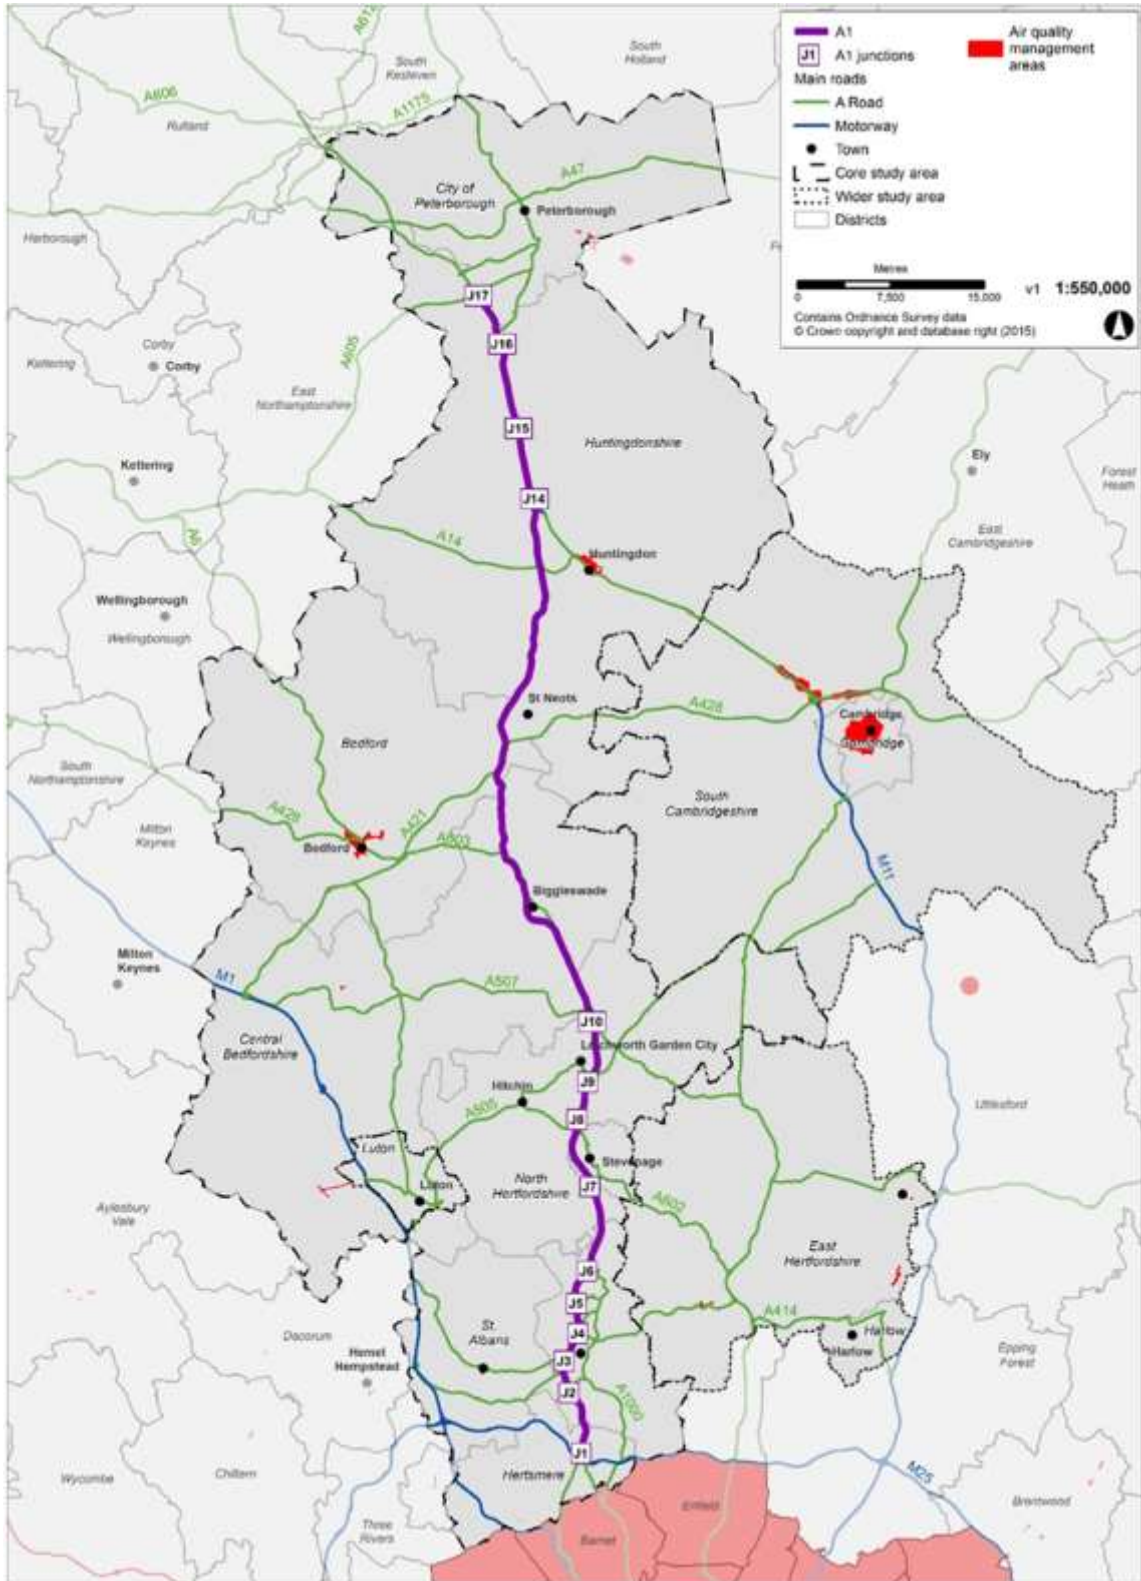 A612
South
Kesteven
South
Holland
A606
Rutland
A1175
City of
Peterborough
A47
Peterborough
Harborough
A1
J1
A1 junctions
Air quality
management
areas
Main roads
A Road
Motorway
Town
Core study area
Wider study area
Districts
Metres
0
7,500
15,000
v1
1:550,000
Contains Ordnance Survey data
© Crown copyright and database right (2015)
J17
J16
Corby
Corby
Kettering
A605
East
Northamptonshire
J15
Huntingdonshire
Kettering
Ely
Forest
Heath
J14
A6
A14
East
Cambridgeshire
Huntingdon
Wellingborough
Wellingborough
St Neots
A428
Cambridge
Cambridge
Bedford
South
Northamptonshire
South
Cambridgeshire
Milton
Keynes
A428
A421
Bedford
A603
M11
Biggleswade
Milton
Keynes
M1
A507
J10
Central
Bedfordshire
Letchworth Garden City
J9
Hitchin
Uttlesford
A505
J8
Luton
Stevenage
Luton
North
Hertfordshire
J7
A602
Aylesbury
Vale
East
Hertfordshire
J6
J5
A414
St.
Albans
J4
Dacorum
Harlow
Harlow
Hemel
Hempstead
J3
Epping
Forest
J2
A1000
J1
Hertsmere
M25
Wycombe
Chiltern
Enfield
Brentwood
Three
Rivers
Barnet